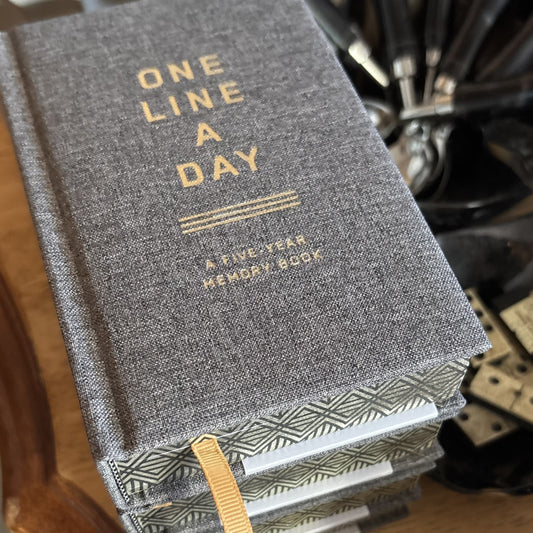 ONE
LINE
A
DAY
A FIVE-YEAR
MEMORY BOOK